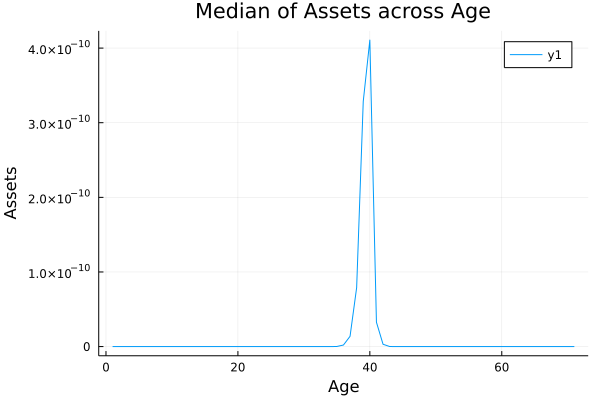 Median of Assets across Age
y1
4.0×10⁻¹⁰
3.0×10⁻¹⁰
2.0×10⁻¹⁰
1.0×10⁻¹⁰
0
Assets
0 20 40 60
Age